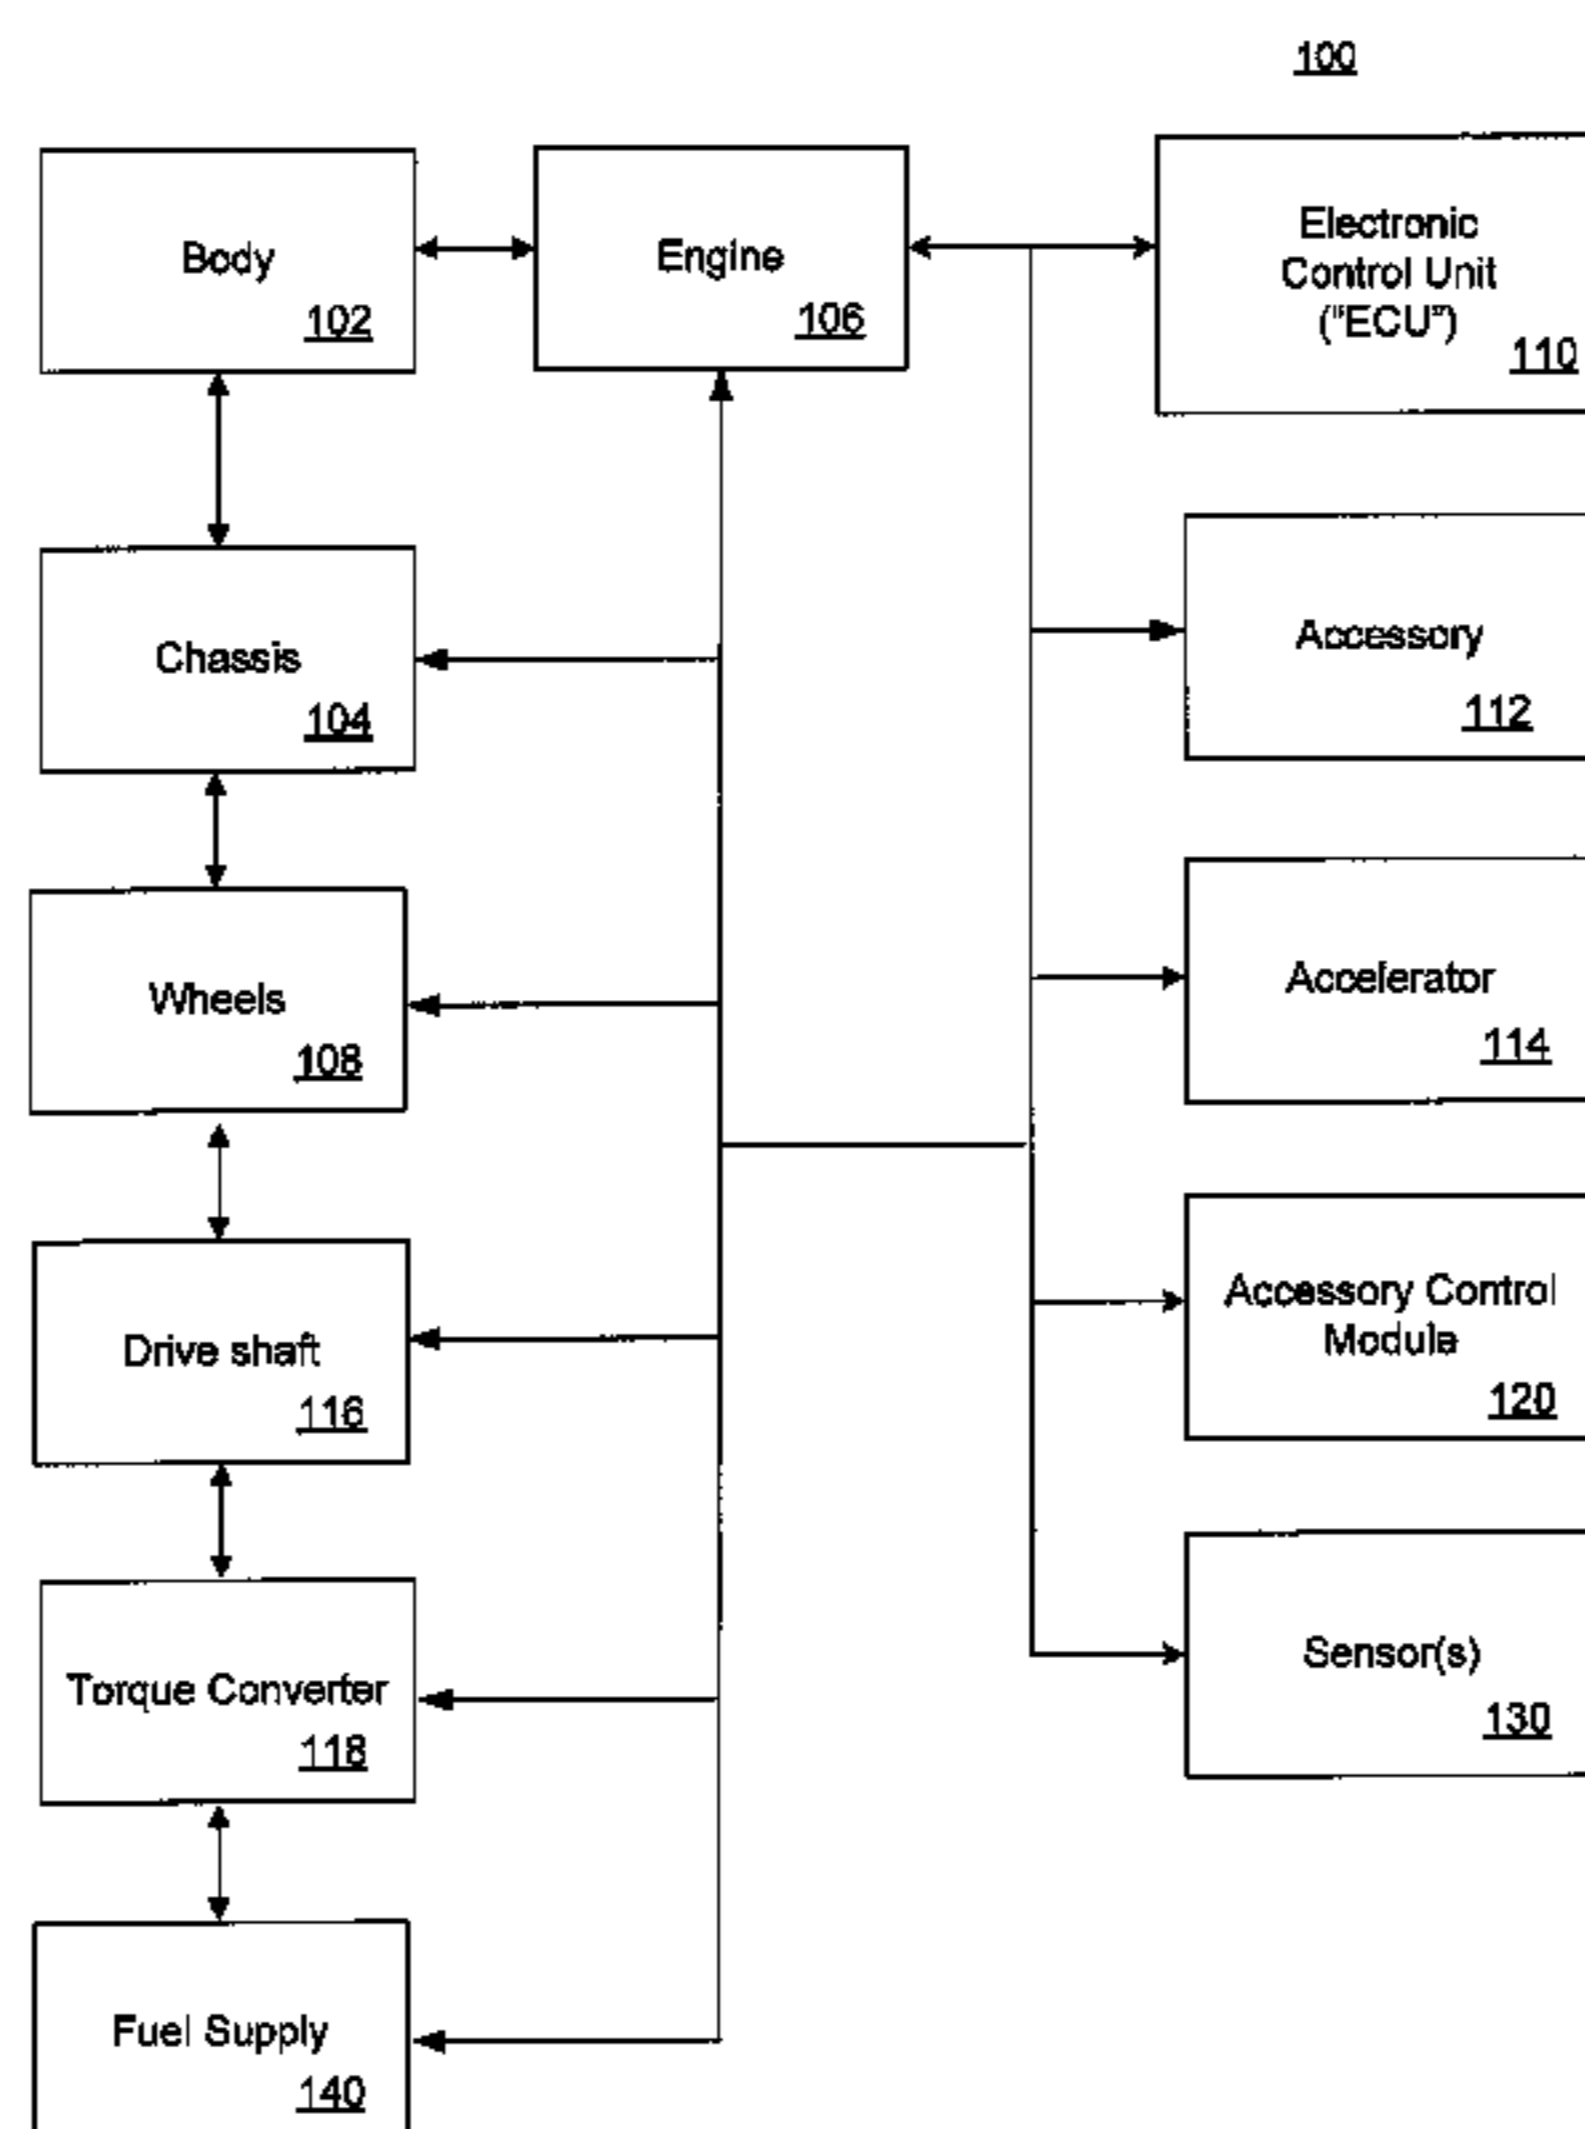 100
Body
102
Engine
106
Electronic
Control Unit
("ECU")
110
Chassis
104
Accessory
112
Wheels
108
Accelerator
114
Drive shaft
116
Accessory Control
Module
120
Torque Converter
118
Sensor(s)
130
Fuel Supply
140